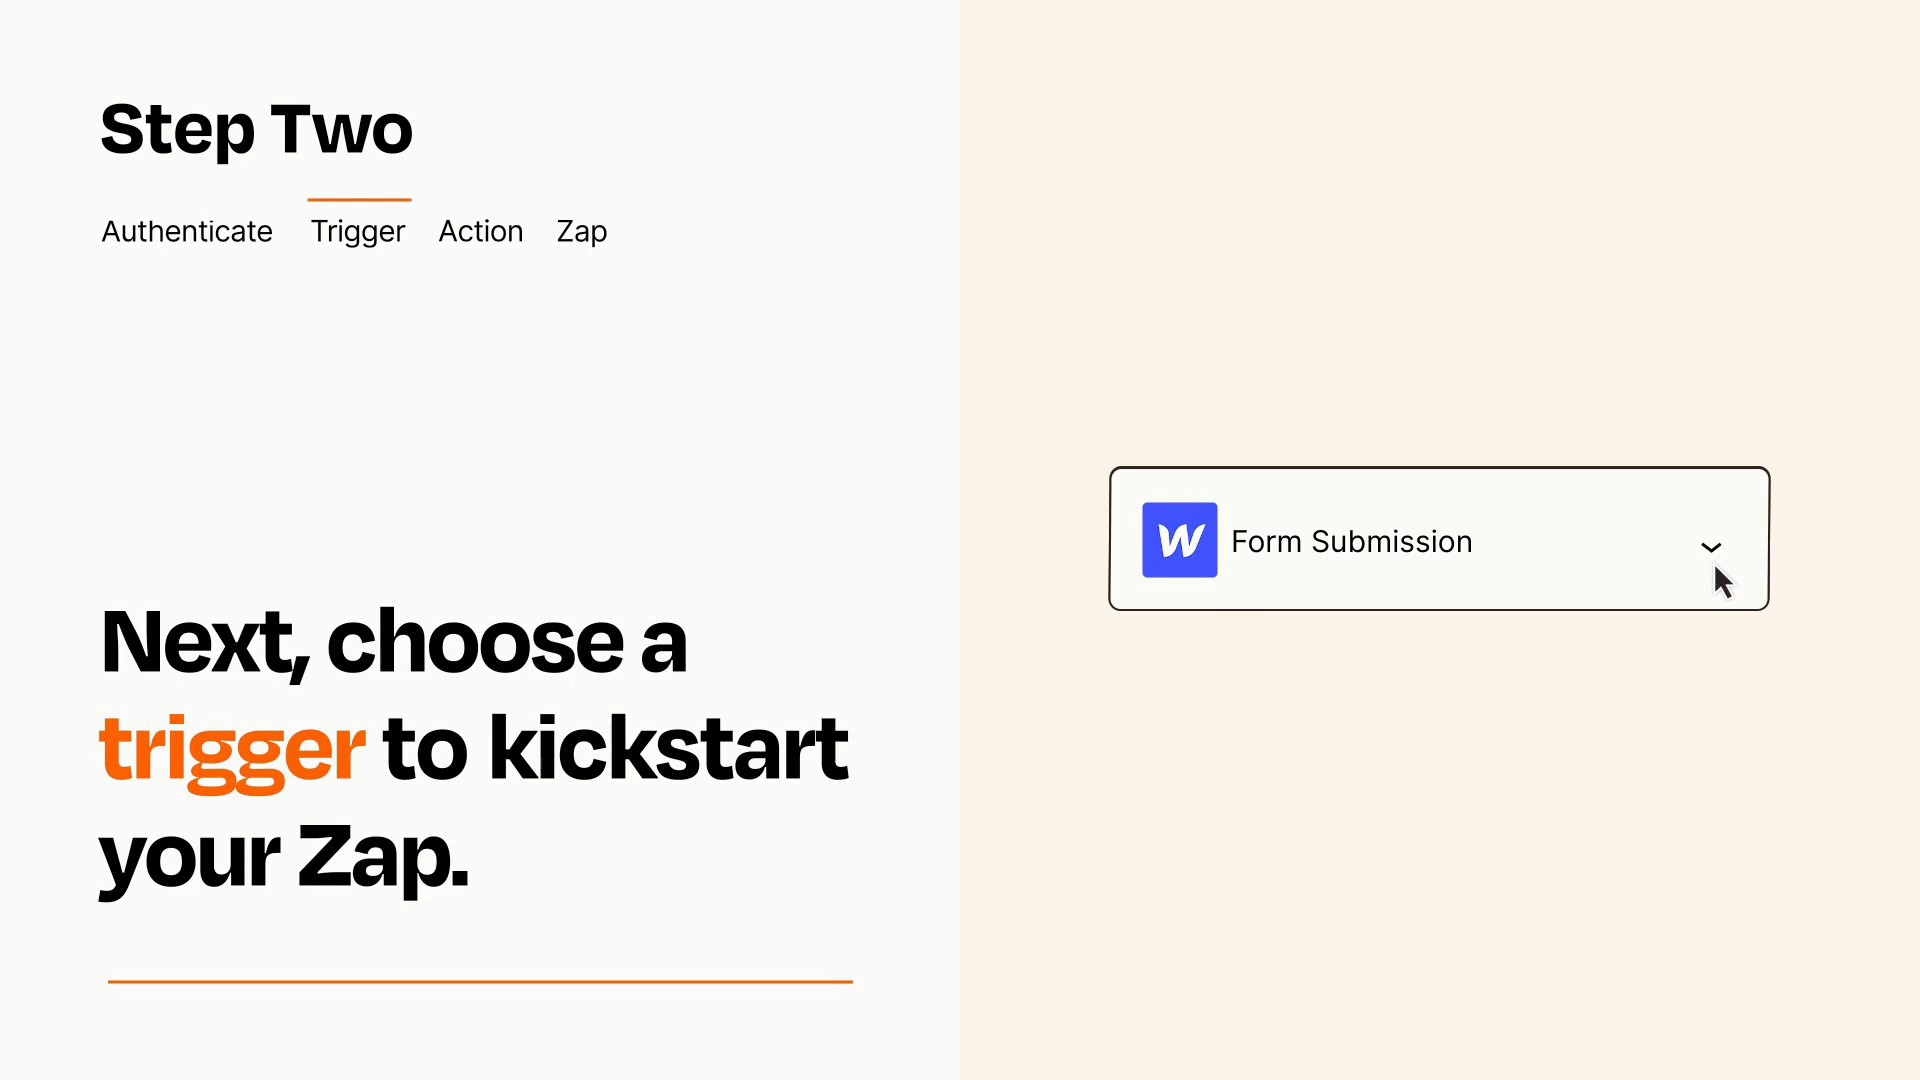 Step Two
Authenticate Trigger Action Zap
Next, choose a
trigger to kickstart
your Zap.
Form Submission